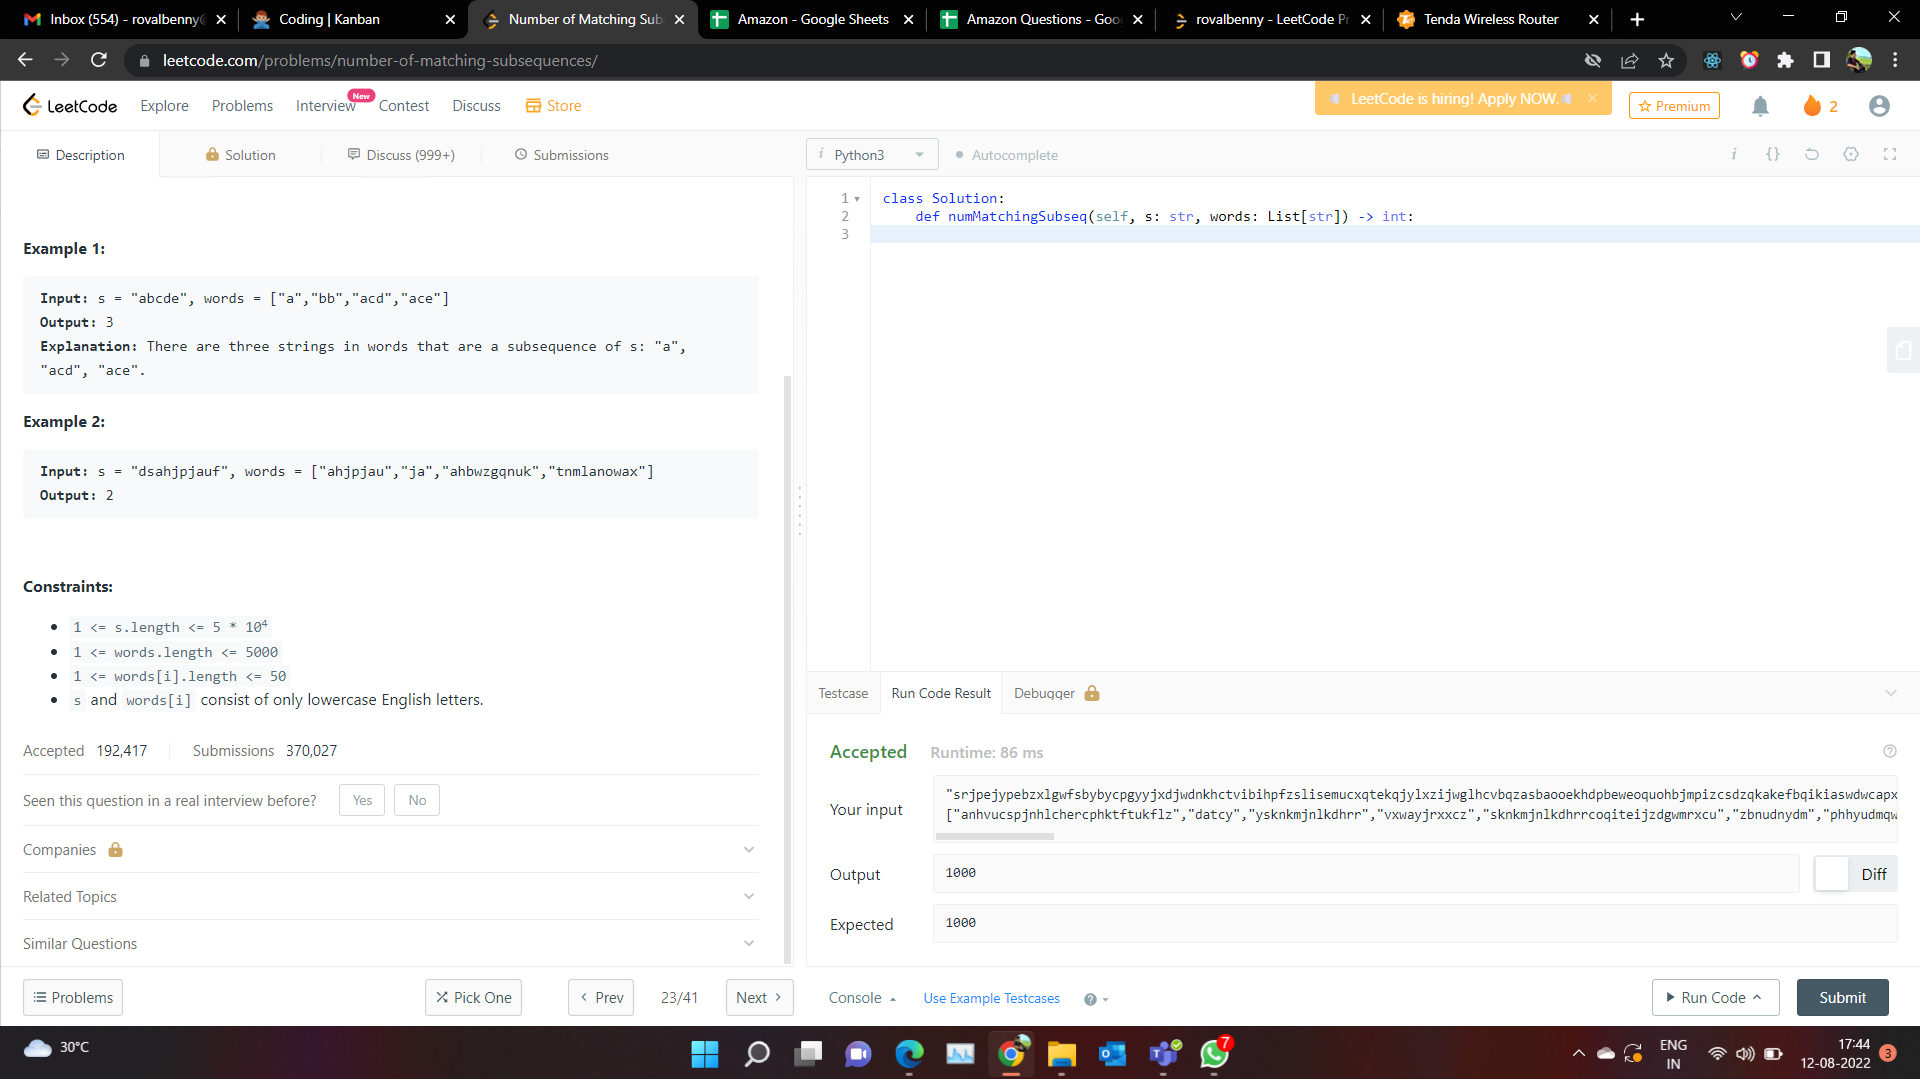 Inbox (554) - rovalbenny@
Coding | Kanban
Number of Matching Sub
Amazon - Google Sheets
Amazon Questions - Goo
rovalbenny - LeetCode Pr
Tenda Wireless Router
leetcode.com/problems/number-of-matching-subsequences/
LeetCode
Explore
Problems
Interview
New
Contest
Discuss
Store
LeetCode is hiring! Apply NOW.
Premium
2
Description
Solution
Discuss (999+)
Submissions
i Python3
Autocomplete
Example 1:
Input: s = "abcde", words = ["a","bb","acd","ace"]
Output: 3
Explanation: There are three strings in words that are a subsequence of s: "a",
"acd", "ace".
Example 2:
Input: s = "dsahjpjauf", words = ["ahjpjau","ja","ahbwzgqnuk","tnmlanowax"]
Output: 2
Constraints:
1 <= s.length <= 5 * 10⁴
1 <= words.length <= 5000
1 <= words[i].length <= 50
s and words[i] consist of only lowercase English letters.
Accepted 192,417
Submissions 370,027
Seen this question in a real interview before?
Yes
No
Companies
Related Topics
Similar Questions
Problems
Pick One
Prev
23/41
Next
1 class Solution:
2 def numMatchingSubseq(self, s: str, words: List[str]) -> int:
3
Testcase
Run Code Result
Debugger
Accepted
Runtime: 86 ms
Your input
"srjpejypebzxlgwfsbybycpgyyjxdjwdnkhctvibihpfzslisemucxqtekqjylxzijwglhcvbqzasbaooekhdpbeweoquohbjmpizcsdzqkakefbqikiaswdwcapx
["anhvucspjnhlchercphktftukflz","datcy","ysknkmjnlkdhrr","vxwayjrxxcz","sknkmjnlkdhrrcoqiteijzdgwmrxcu","zbnudnydm","phhyudmqw
Output
1000
Diff
Expected
1000
Console
Use Example Testcases
Run Code
Submit
30°C
7
ENG
IN
17:44
12-08-2022
3